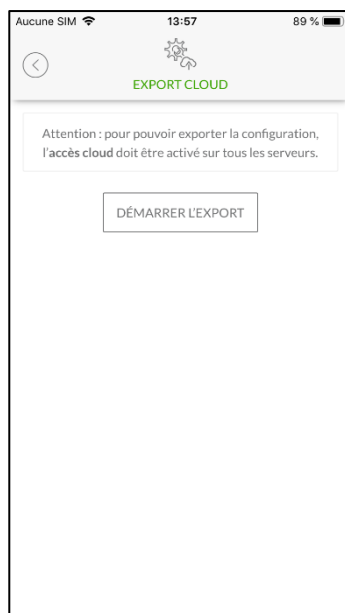 Aucune SIM 13:57 89 %
EXPORT CLOUD
Attention : pour pouvoir exporter la configuration,
l'accès cloud doit être activé sur tous les serveurs.
DÉMARRER L'EXPORT